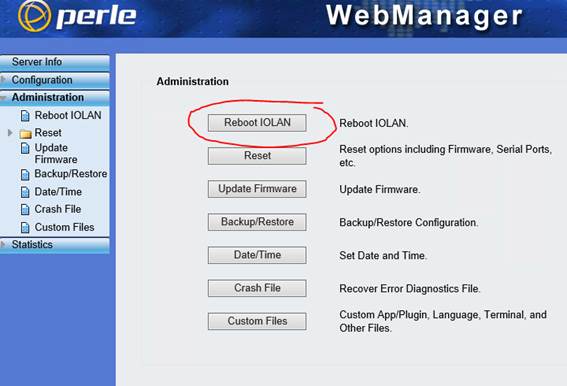 perle
WebManager
Server Info
Configuration
Administration
Reboot IOLAN
Reset
Update
Firmware
Backup/Restore
Date/Time
Crash File
Custom Files
Statistics
Administration
Reboot IOLAN
Reboot IOLAN.
Reset
Reset options including Firmware, Serial Ports,
etc.
Update Firmware
Update Firmware.
Backup/Restore
Backup/Restore Configuration.
Date/Time
Set Date and Time.
Crash File
Recover Error Diagnostics File.
Custom Files
Custom App/Plugin, Language, Terminal, and
Other Files.